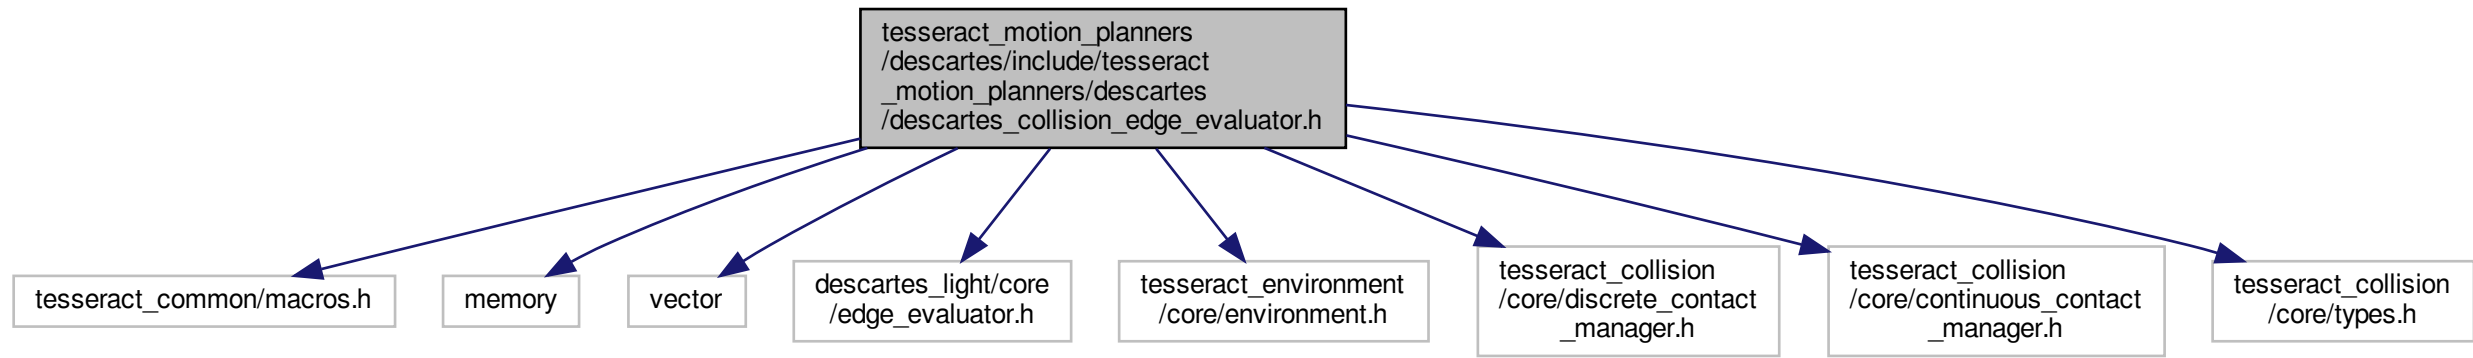 tesseract_motion_planners
/descartes/include/tesseract
_motion_planners/descartes
/descartes_collision_edge_evaluator.h
tesseract_common/macros.h
memory
vector
descartes_light/core
/edge_evaluator.h
tesseract_environment
/core/environment.h
tesseract_collision
/core/discrete_contact
_manager.h
tesseract_collision
/core/continuous_contact
_manager.h
tesseract_collision
/core/types.h